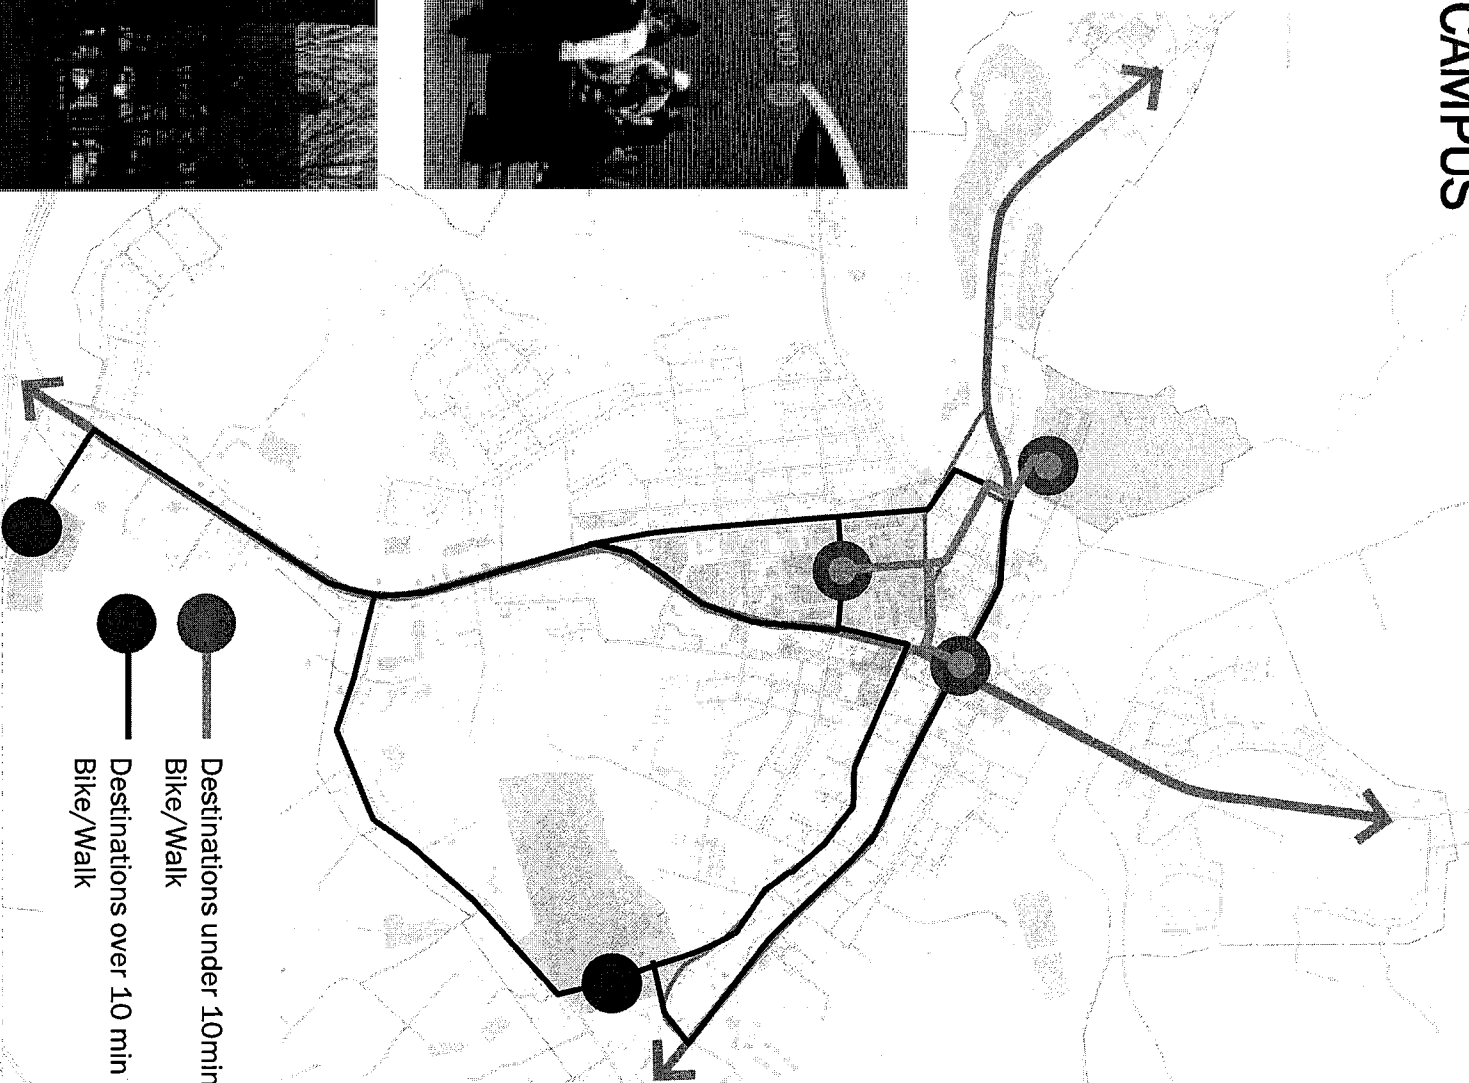 CAMPUS
Destinations under 10min
Bike/Walk
Destinations over 10 min
Bike/Walk